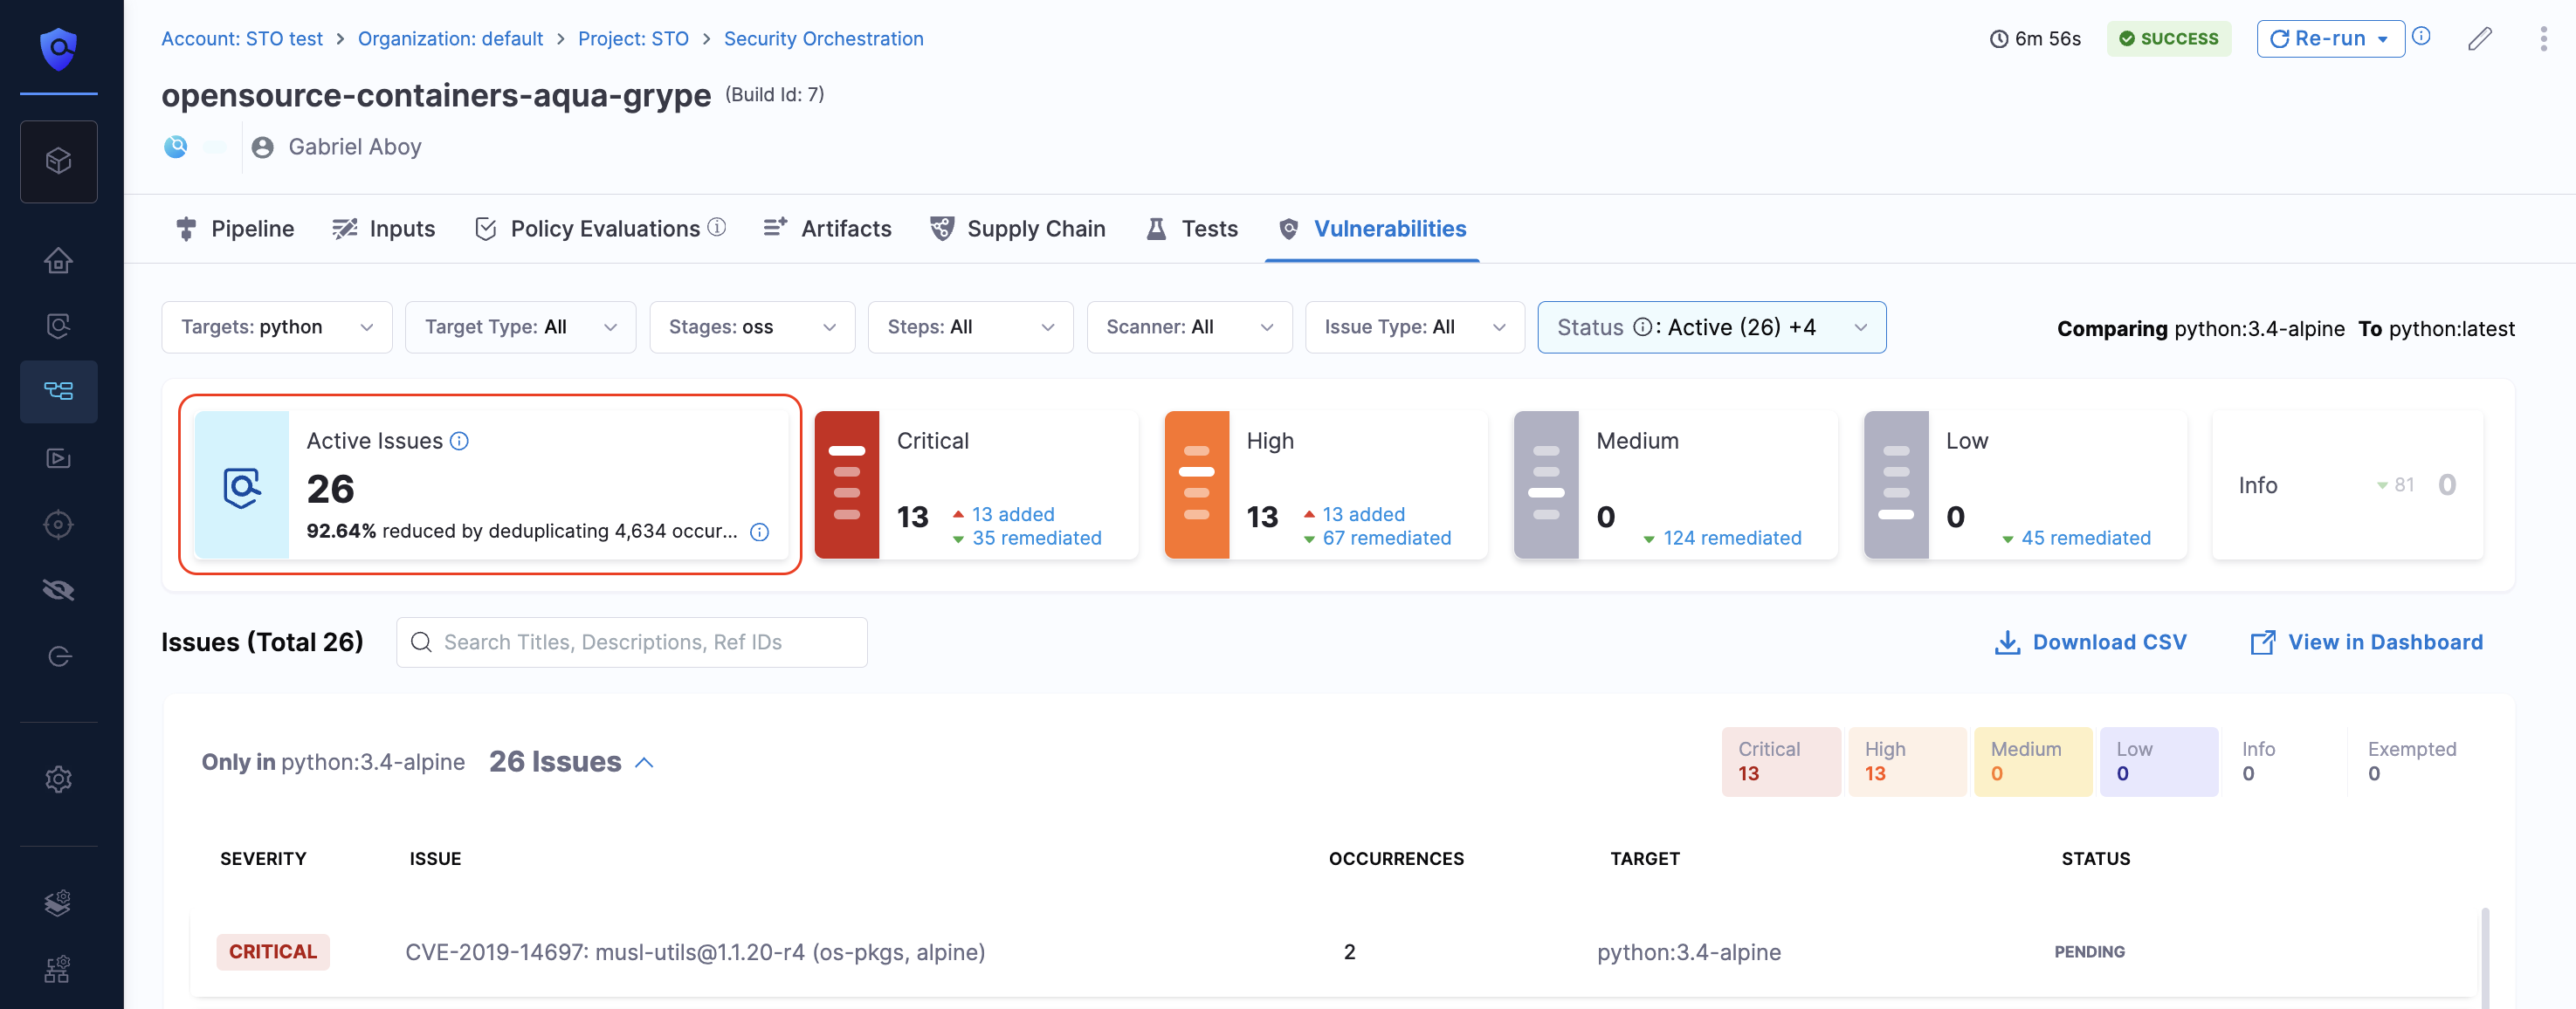 Account: STO test > Organization: default > Project: STO > Security Orchestration
6m 56s
SUCCESS
Re-run
opensource-containers-aqua-grype (Build Id: 7)
Gabriel Aboy
Pipeline
Inputs
Policy Evaluations
Artifacts
Supply Chain
Tests
Vulnerabilities
Targets: python
Target Type: All
Stages: oss
Steps: All
Scanner: All
Issue Type: All
Status : Active (26) +4
Comparing python:3.4-alpine To python:latest
Active Issues
26
92.64% reduced by deduplicating 4,634 occur...
Critical
13
13 added
35 remediated
High
13
13 added
67 remediated
Medium
0
124 remediated
Low
0
45 remediated
Info
81
0
Issues (Total 26)
Search Titles, Descriptions, Ref IDs
Download CSV
View in Dashboard
Only in python:3.4-alpine 26 Issues
Critical
13
High
13
Medium
0
Low
0
Info
0
Exempted
0
SEVERITY ISSUE OCCURRENCES TARGET STATUS
CRITICAL CVE-2019-14697: musl-utils@1.1.20-r4 (os-pkgs, alpine) 2 python:3.4-alpine PENDING